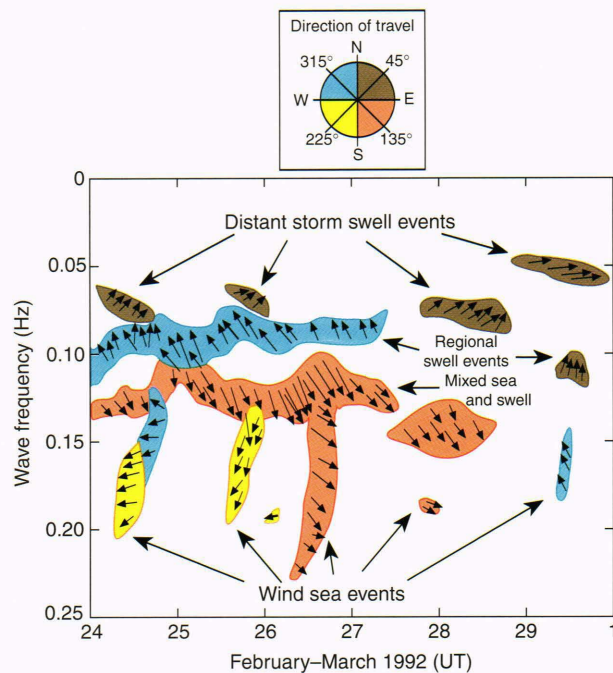 Direction of travel
N
315° 45°
W E
225° 135°
S
0
0.05
0.10
0.15
0.20
0.25
Wave frequency (Hz)
Distant storm swell events
Regional
swell events
Mixed sea
and swell
Wind sea events
24 25 26 27 28 29 1
February–March 1992 (UT)